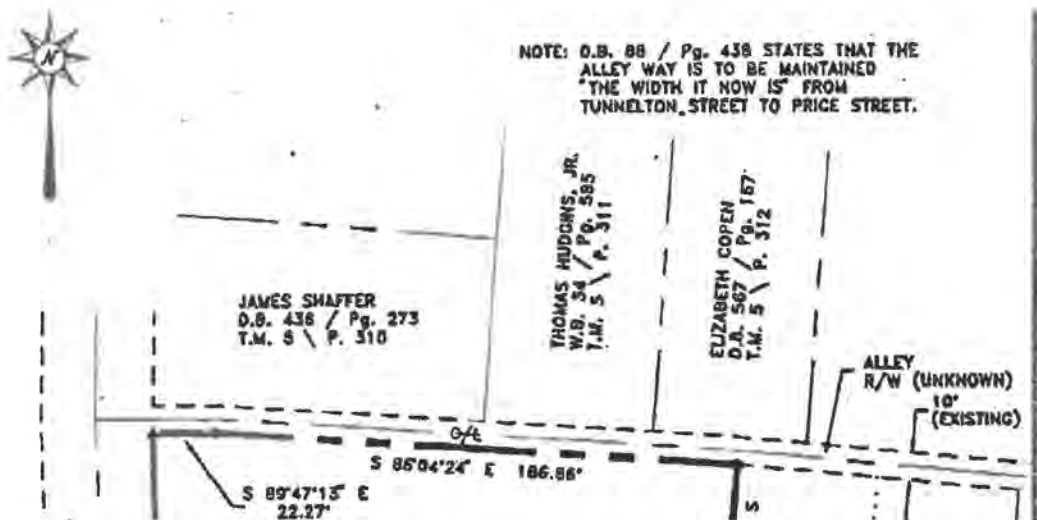 N
NOTE: D.B. 88 / Pg. 438 STATES THAT THE
ALLEY WAY IS TO BE MAINTAINED
"THE WIDTH IT NOW IS" FROM
TUNNELTON STREET TO PRICE STREET.
THOMAS HUDGINS, JR.
W.B. 54 / Pg. 585
T.M. 5 \ P. 311
ELIZABETH COPEN
D.B. 567 / Pg. 167
T.M. 5 \ P. 312
JAMES SHAFFER
D.B. 438 / Pg. 273
T.M. 5 \ P. 310
ALLEY
R/W (UNKNOWN)
10'
(EXISTING)
S 86°04'24" E 186.86'
S 89°47'13" E
22.27'
S